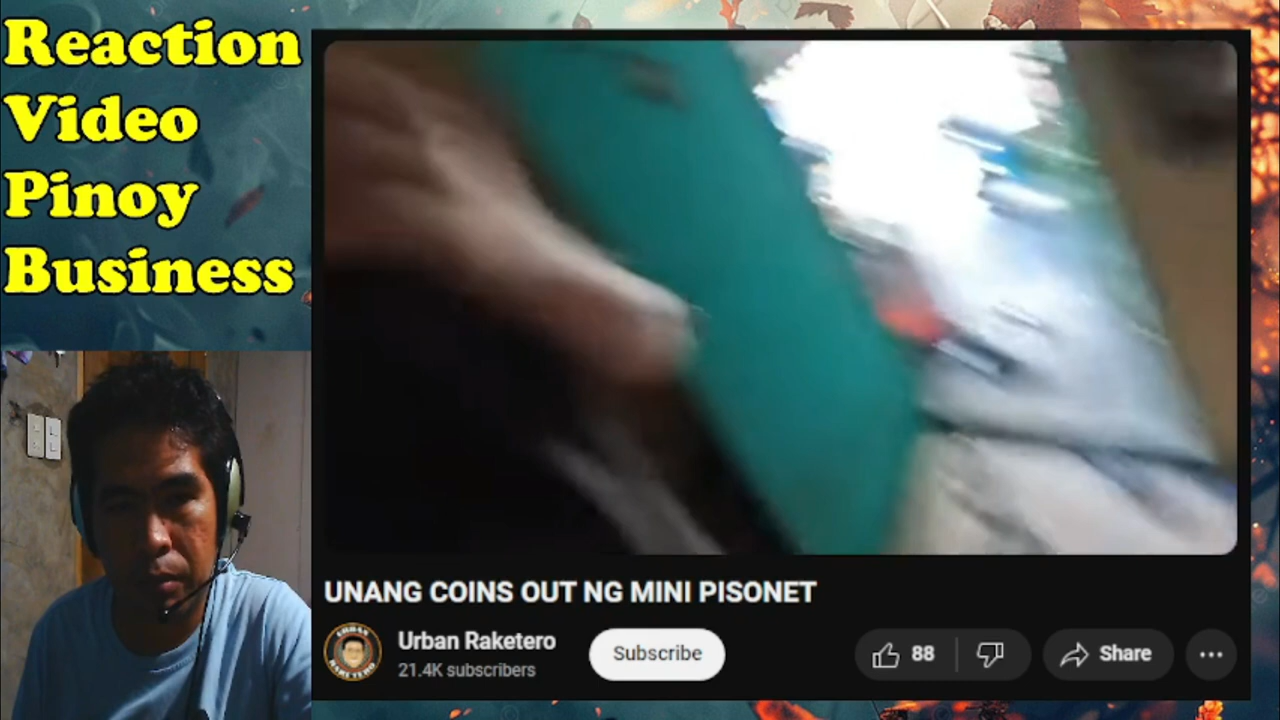 Reaction
Video
Pinoy
Business
UNANG COINS OUT NG MINI PISONET
Urban Raketero
21.4K subscribers
Subscribe
88
Share